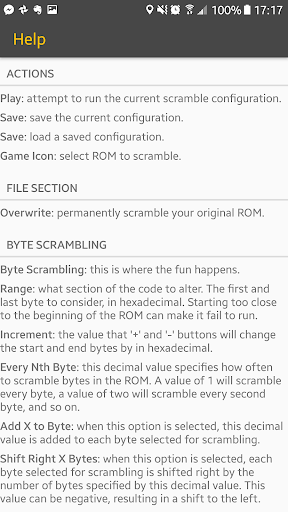 100% 17:17
Help
ACTIONS
Play: attempt to run the current scramble configuration.
Save: save the current configuration.
Save: load a saved configuration.
Game Icon: select ROM to scramble.
FILE SECTION
Overwrite: permanently scramble your original ROM.
BYTE SCRAMBLING
Byte Scrambling: this is where the fun happens.
Range: what section of the code to alter. The first and
last byte to consider, in hexadecimal. Starting too close
to the beginning of the ROM can make it fail to run.
Increment: the value that '+' and '-' buttons will change
the start and end bytes by in hexadecimal.
Every Nth Byte: this decimal value specifies how often
to scramble bytes in the ROM. A value of 1 will scramble
every byte, a value of two will scramble every second
byte, and so on.
Add X to Byte: when this option is selected, this decimal
value is added to each byte selected for scrambling.
Shift Right X Bytes: when this option is selected, each
byte selected for scrambling is shifted right by the
number of bytes specified by this decimal value. This
value can be negative, resulting in a shift to the left.